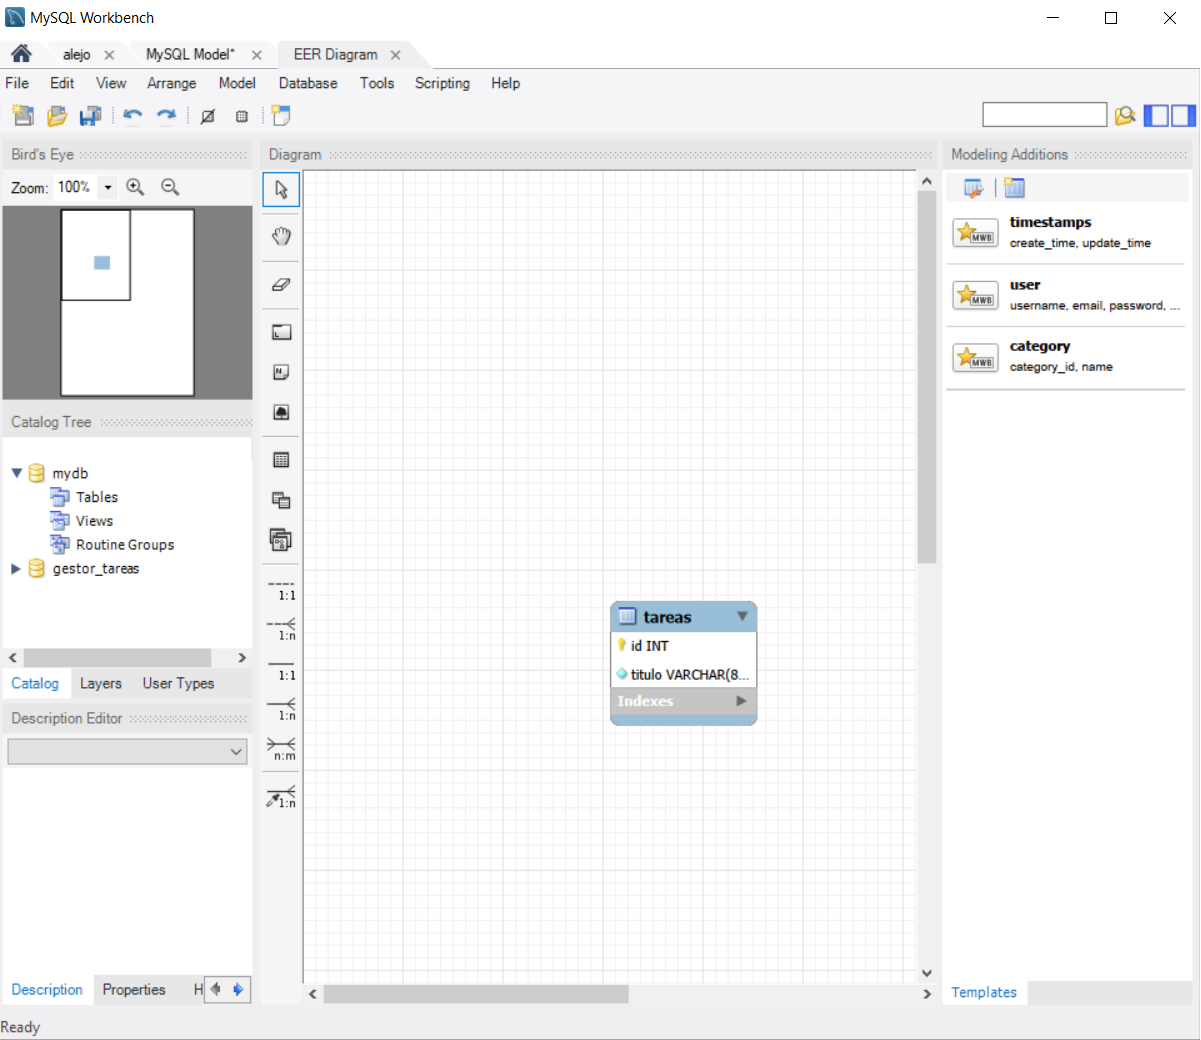 MySQL Workbench
alejo
MySQL Model*
EER Diagram
File Edit View Arrange Model Database Tools Scripting Help
Bird's Eye
Zoom: 100%
Catalog Tree
mydb
Tables
Views
Routine Groups
gestor_tareas
Catalog Layers User Types
Description Editor
Description Properties H
Ready
Diagram
1:1
1:n
1:1
1:n
n:m
1:n
tareas
id INT
titulo VARCHAR(8...
Indexes
Modeling Additions
MWB
timestamps
create_time, update_time
MWB
user
username, email, password, ...
MWB
category
category_id, name
Templates